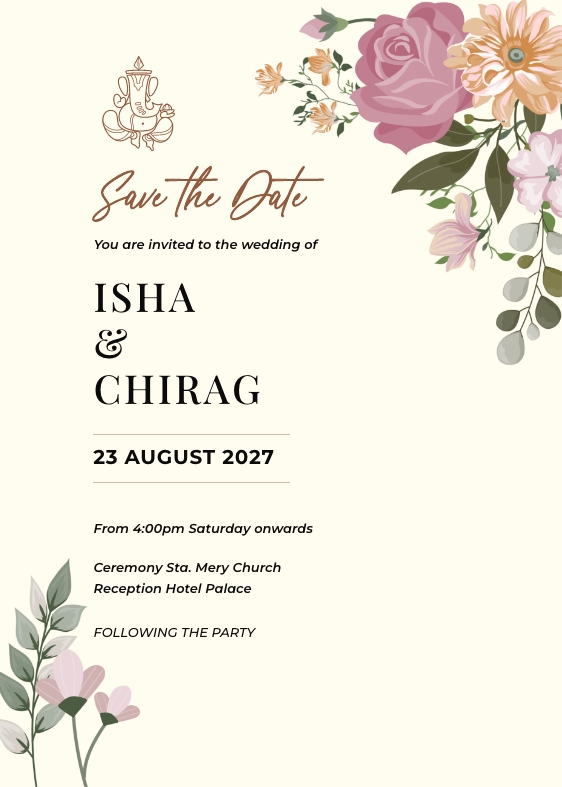 Save the Date
You are invited to the wedding of
ISHA
&
CHIRAG
23 AUGUST 2027
From 4:00pm Saturday onwards
Ceremony Sta. Mery Church
Reception Hotel Palace
FOLLOWING THE PARTY